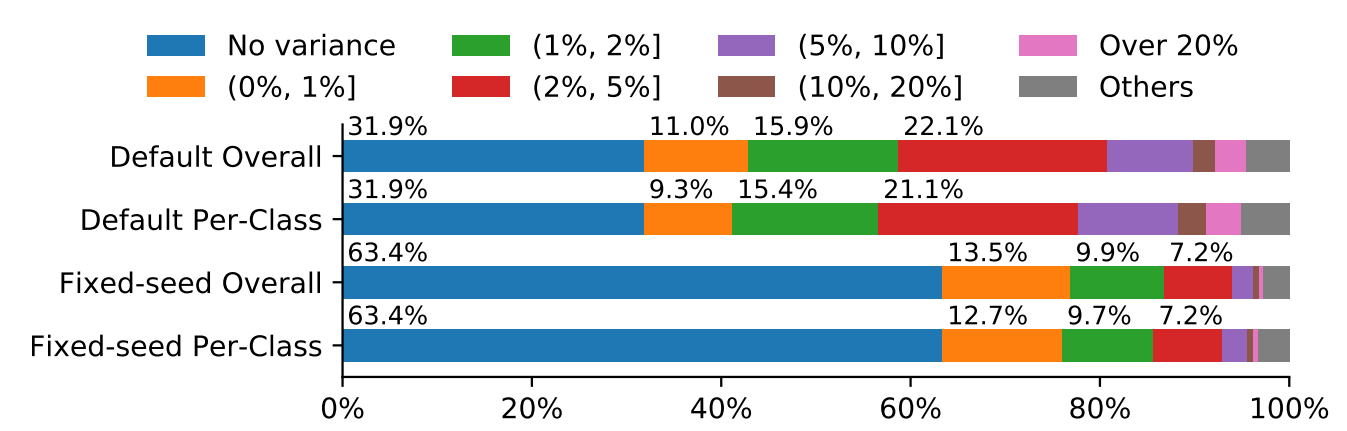 No variance (1%, 2%] (5%, 10%] Over 20%
(0%, 1%] (2%, 5%] (10%, 20%] Others
31.9% 11.0% 15.9% 22.1%
Default Overall
31.9% 9.3% 15.4% 21.1%
Default Per-Class
63.4% 13.5% 9.9% 7.2%
Fixed-seed Overall
63.4% 12.7% 9.7% 7.2%
Fixed-seed Per-Class
0% 20% 40% 60% 80% 100%